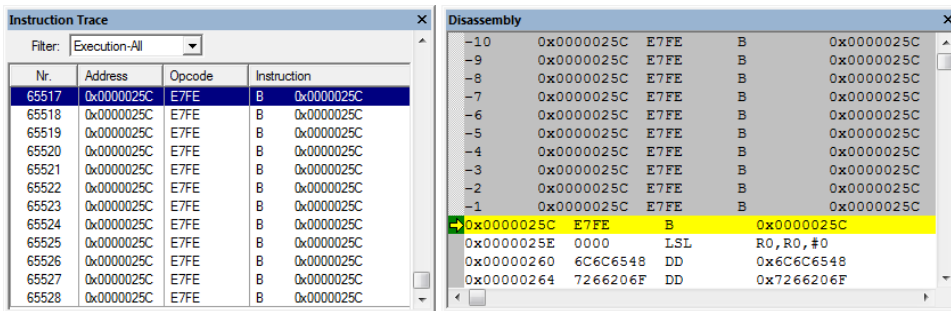 Instruction Trace
Filter: Execution-All
Nr. Address Opcode Instruction
65517 0x0000025C E7FE B 0x0000025C
65518 0x0000025C E7FE B 0x0000025C
65519 0x0000025C E7FE B 0x0000025C
65520 0x0000025C E7FE B 0x0000025C
65521 0x0000025C E7FE B 0x0000025C
65522 0x0000025C E7FE B 0x0000025C
65523 0x0000025C E7FE B 0x0000025C
65524 0x0000025C E7FE B 0x0000025C
65525 0x0000025C E7FE B 0x0000025C
65526 0x0000025C E7FE B 0x0000025C
65527 0x0000025C E7FE B 0x0000025C
65528 0x0000025C E7FE B 0x0000025C
Disassembly
-10 0x0000025C E7FE B 0x0000025C
-9 0x0000025C E7FE B 0x0000025C
-8 0x0000025C E7FE B 0x0000025C
-7 0x0000025C E7FE B 0x0000025C
-6 0x0000025C E7FE B 0x0000025C
-5 0x0000025C E7FE B 0x0000025C
-4 0x0000025C E7FE B 0x0000025C
-3 0x0000025C E7FE B 0x0000025C
-2 0x0000025C E7FE B 0x0000025C
-1 0x0000025C E7FE B 0x0000025C
0x0000025C E7FE B 0x0000025C
0x0000025E 0000 LSL R0,R0,#0
0x00000260 6C6C6548 DD 0x6C6C6548
0x00000264 7266206F DD 0x7266206F